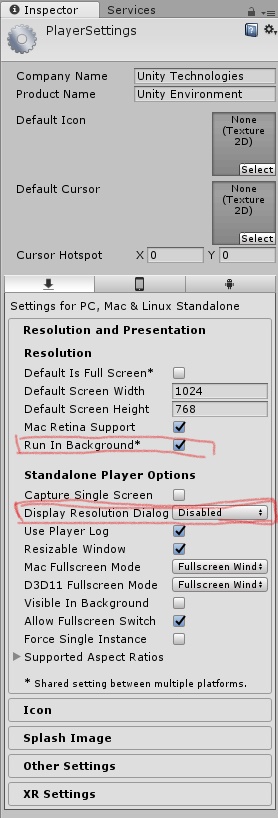 Inspector Services
PlayerSettings
Company Name Unity Technologies
Product Name Unity Environment
Default Icon
None
(Texture
2D)
Select
Default Cursor
None
(Texture
2D)
Select
Cursor Hotspot X 0 Y 0
Settings for PC, Mac & Linux Standalone
Resolution and Presentation
Resolution
Default Is Full Screen*
Default Screen Width 1024
Default Screen Height 768
Mac Retina Support
Run In Background*
Standalone Player Options
Capture Single Screen
Display Resolution Dialog Disabled
Use Player Log
Resizable Window
Mac Fullscreen Mode Fullscreen Wind
D3D11 Fullscreen Mode Fullscreen Wind
Visible In Background
Allow Fullscreen Switch
Force Single Instance
Supported Aspect Ratios
* Shared setting between multiple platforms.
Icon
Splash Image
Other Settings
XR Settings